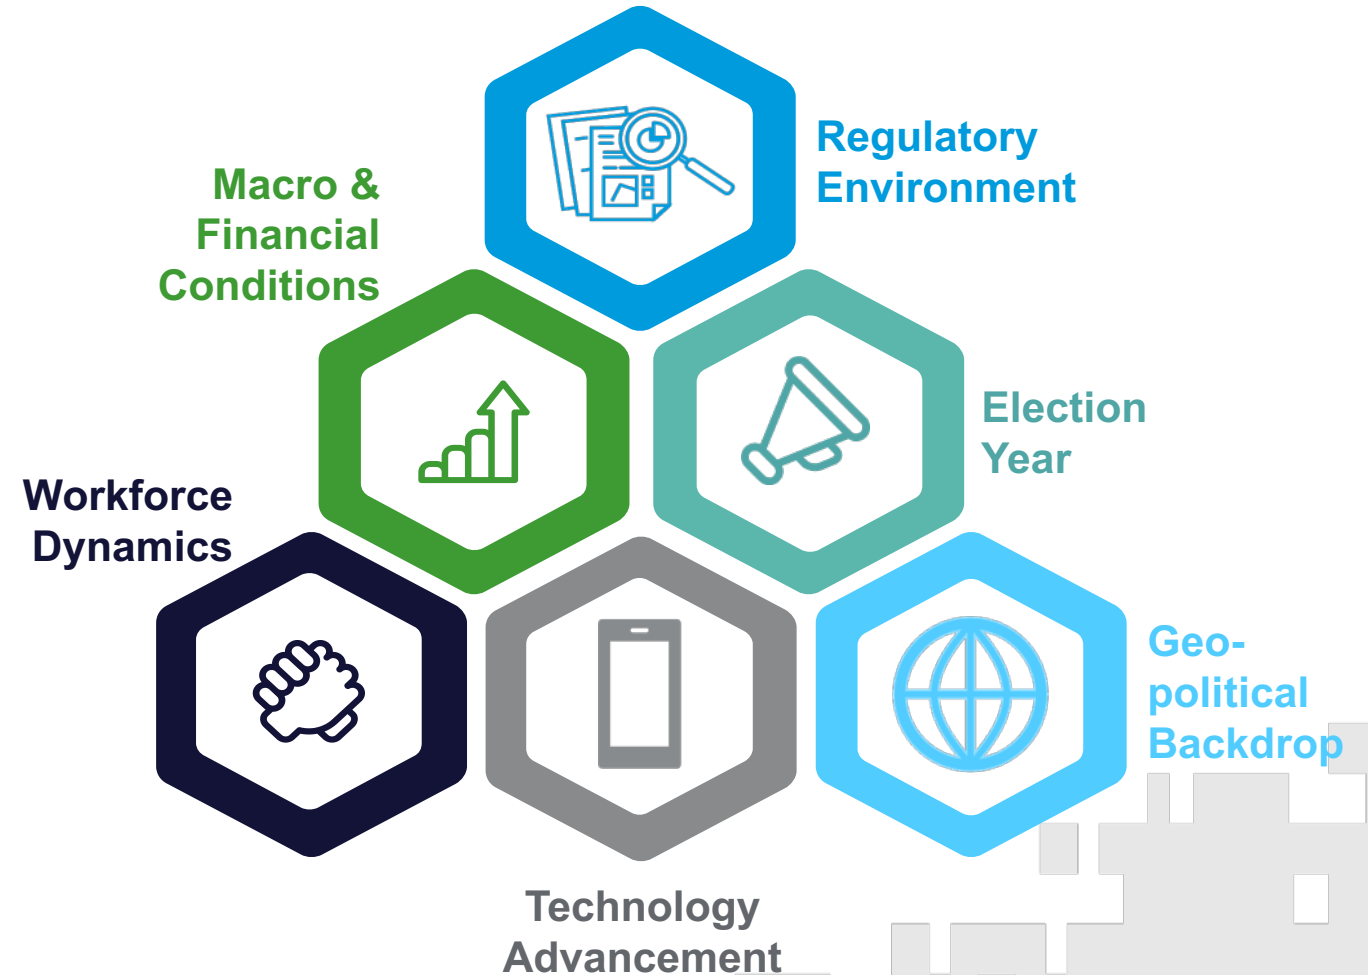 Regulatory
Environment
Macro &
Financial
Conditions
Election
Year
Workforce
Dynamics
Geo-
political
Backdrop
Technology
Advancement